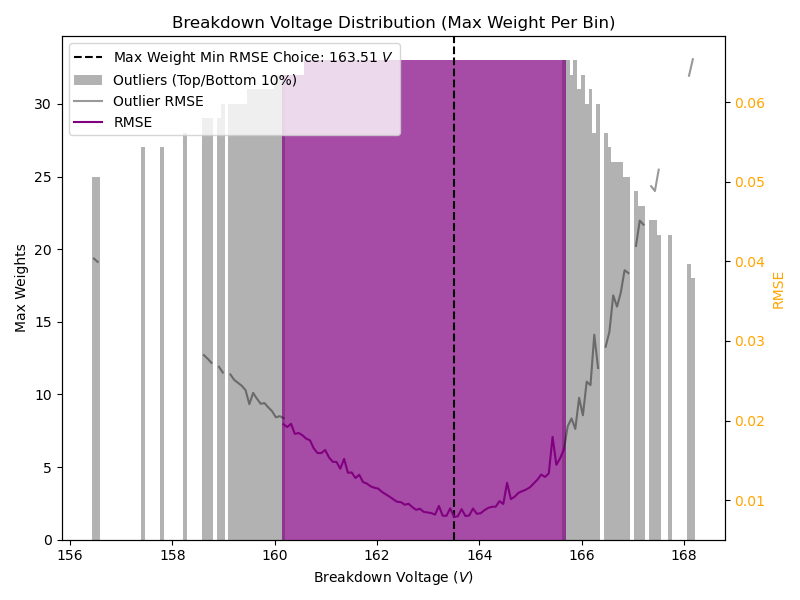 Breakdown Voltage Distribution (Max Weight Per Bin)
Max Weight Min RMSE Choice: 163.51 V
Outliers (Top/Bottom 10%)
Outlier RMSE
RMSE
Max Weights
30
25
20
15
10
5
0
156 158 160 162 164 166 168
Breakdown Voltage (V)
0.06
0.05
0.04
0.03
0.02
0.01
RMSE